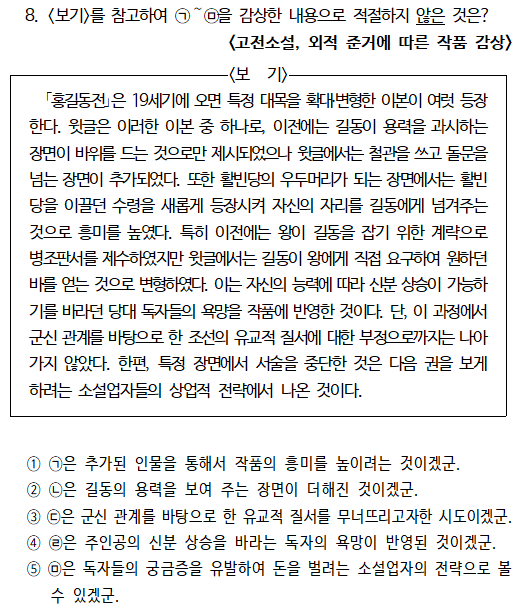 8. <보기>를 참고하여 ㉠~㉤을 감상한 내용으로 적절하지 않은 것은?
<고전소설, 외적 준거에 따른 작품 감상>
<보 기>
「홍길동전」은 19세기에 오면 특정 대목을 확대·변형한 이본이 여럿 등장
한다. 윗글은 이러한 이본 중 하나로, 이전에는 길동이 용력을 과시하는
장면이 바위를 드는 것으로만 제시되었으나 윗글에서는 철관을 쓰고 돌문을
넘는 장면이 추가되었다. 또한 활빈당의 우두머리가 되는 장면에서는 활빈
당을 이끌던 수령을 새롭게 등장시켜 자신의 자리를 길동에게 넘겨주는
것으로 흥미를 높였다. 특히 이전에는 왕이 길동을 잡기 위한 계략으로
병조판서를 제수하였지만 윗글에서는 길동이 왕에게 직접 요구하여 원하던
바를 얻는 것으로 변형하였다. 이는 자신의 능력에 따라 신분 상승이 가능하
기를 바라던 당대 독자들의 욕망을 작품에 반영한 것이다. 단, 이 과정에서
군신 관계를 바탕으로 한 조선의 유교적 질서에 대한 부정으로까지는 나아
가지 않았다. 한편, 특정 장면에서 서술을 중단한 것은 다음 권을 보게
하려는 소설업자들의 상업적 전략에서 나온 것이다.
① ㉠은 추가된 인물을 통해서 작품의 흥미를 높이려는 것이겠군.
② ㉡은 길동의 용력을 보여 주는 장면이 더해진 것이겠군.
③ ㉢은 군신 관계를 바탕으로 한 유교적 질서를 무너뜨리고자한 시도이겠군.
④ ㉣은 주인공의 신분 상승을 바라는 독자의 욕망이 반영된 것이겠군.
⑤ ㉤은 독자들의 궁금증을 유발하여 돈을 벌려는 소설업자의 전략으로 볼
수 있겠군.